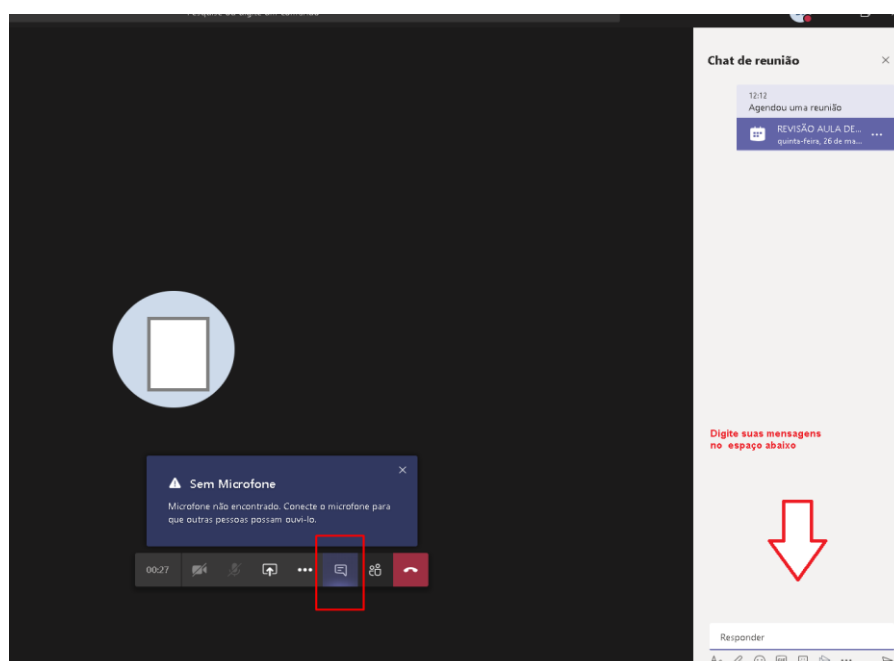 Chat de reunião
12:12
Agendou uma reunião
REVISÃO AULA DE...
quinta-feira, 26 de ma...
Digite suas mensagens
no espaço abaixo
Sem Microfone
Microfone não encontrado. Conecte o microfone para
que outras pessoas possam ouvi-lo.
00:27
Responder